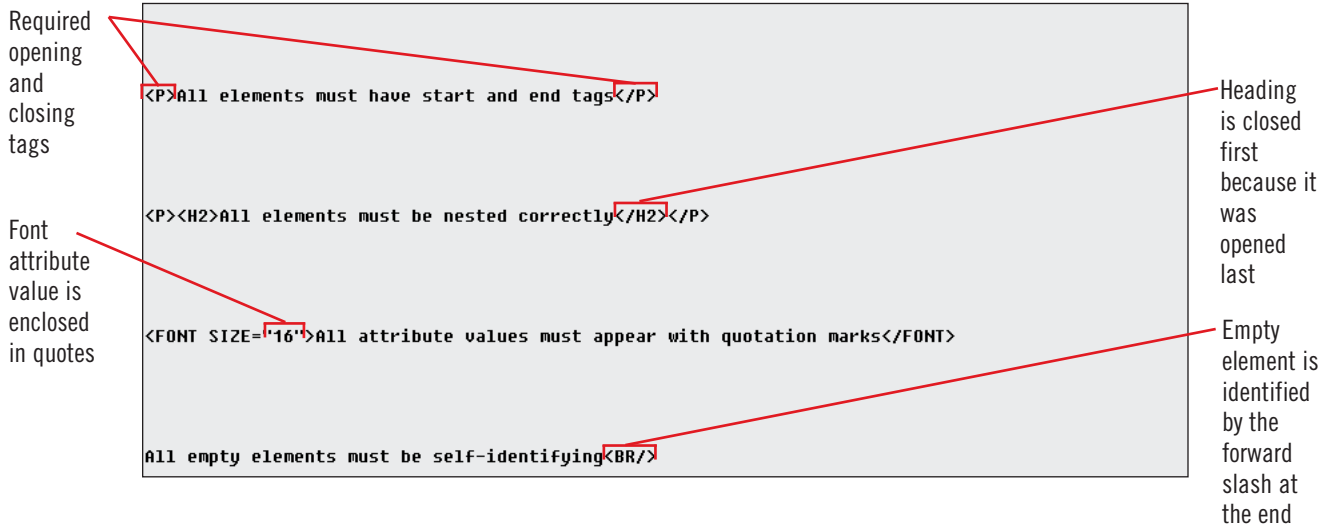 Required
opening
and
closing
tags
<P>All elements must have start and end tags</P>
Heading
is closed
first
because it
was
opened
last
<P><H2>All elements must be nested correctly</H2></P>
Font
attribute
value is
enclosed
in quotes
<FONT SIZE="16">All attribute values must appear with quotation marks</FONT>
Empty
element is
identified
by the
forward
slash at
the end
All empty elements must be self-identifying<BR/>